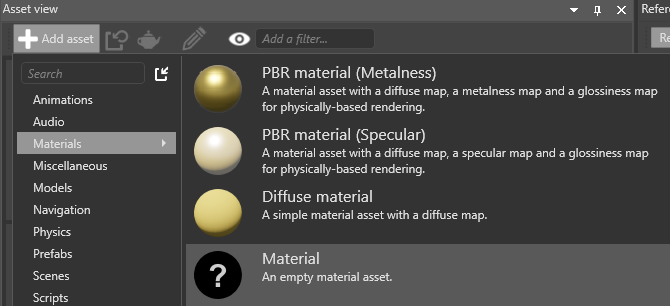 Asset view
Refere
Add asset
Add a filter...
Re
Search
Animations
Audio
Materials
Miscellaneous
Models
Navigation
Physics
Prefabs
Scenes
Scripts
PBR material (Metalness)
A material asset with a diffuse map, a metalness map and a glossiness map
for physically-based rendering.
PBR material (Specular)
A material asset with a diffuse map, a specular map and a glossiness map
for physically-based rendering.
Diffuse material
A simple material asset with a diffuse map.
?
Material
An empty material asset.